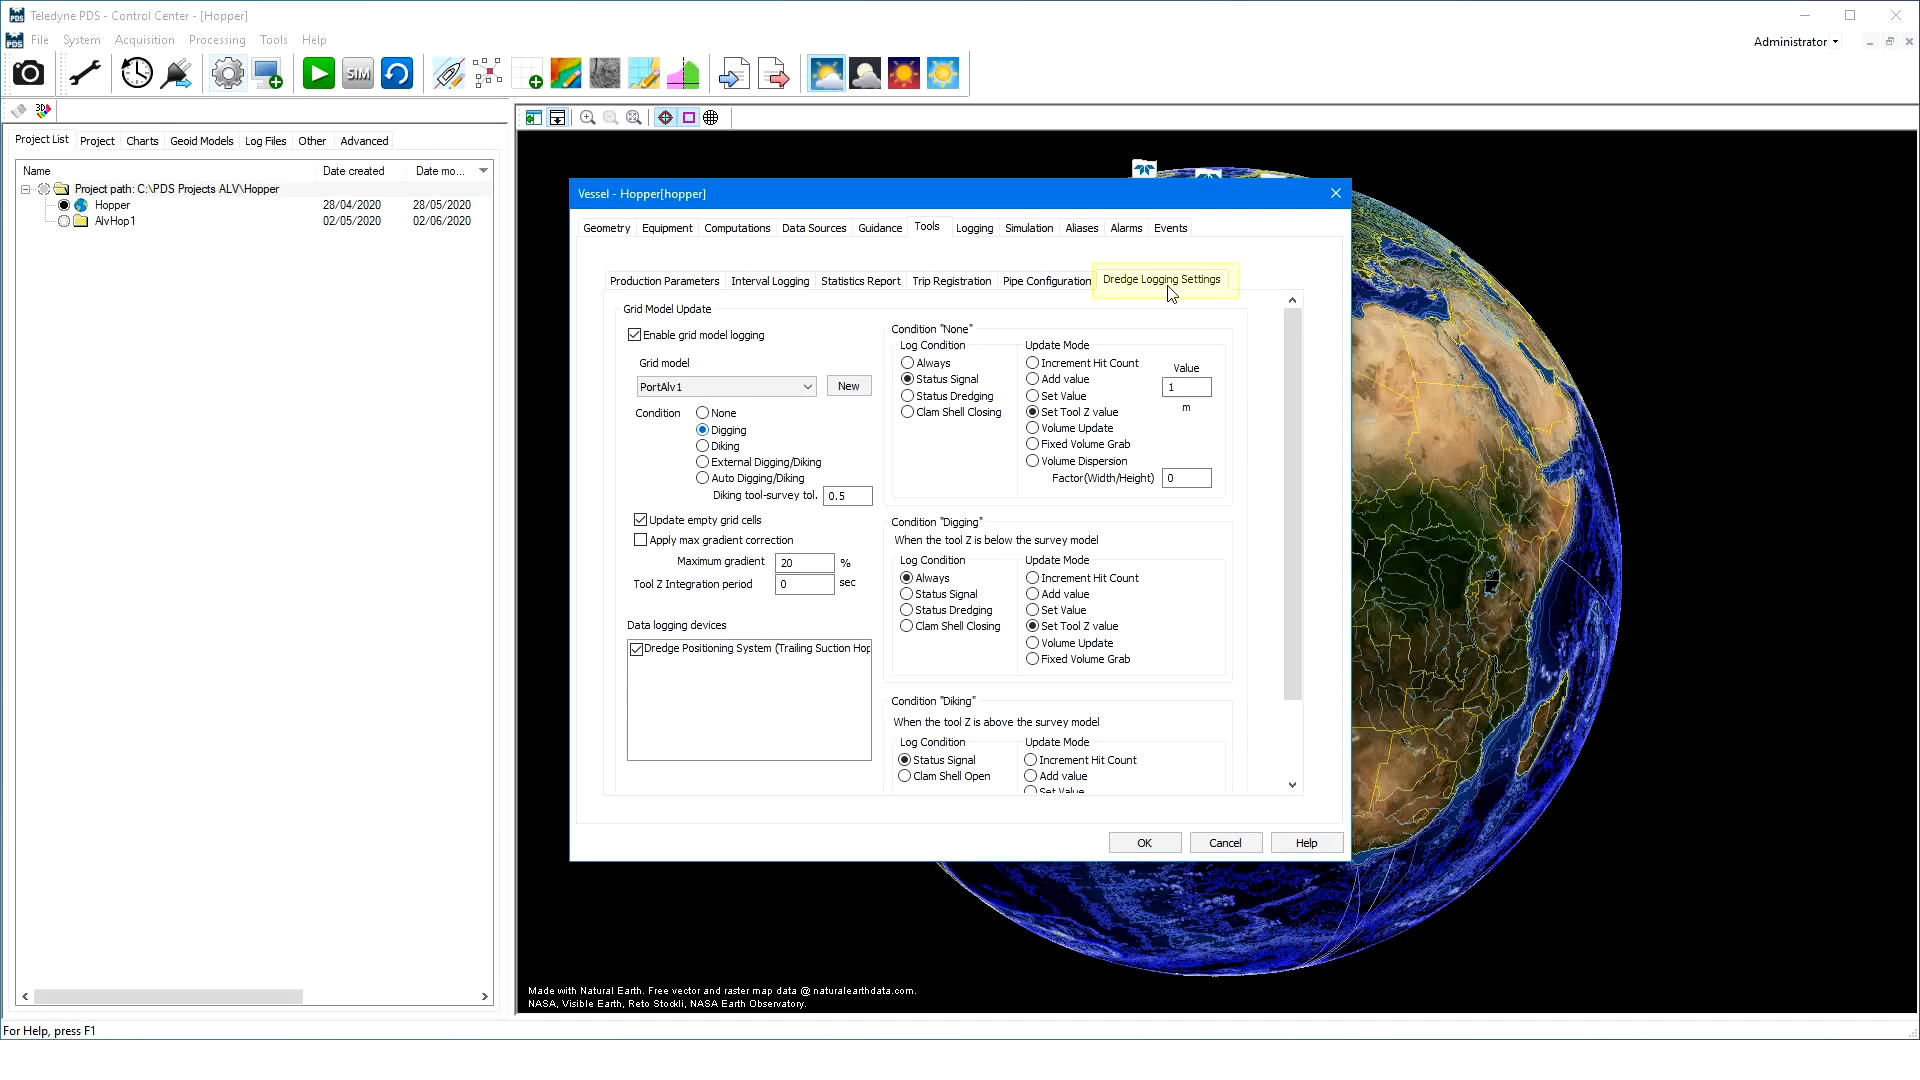 Teledyne PDS - Control Center - [Hopper]
File System Acquisition Processing Tools Help
Administrator
SIM
3D
Project List Project Charts Geoid Models Log Files Other Advanced
Name Date created Date mo...
Project path: C:\PDS Projects ALV\Hopper
Hopper 28/04/2020 28/05/2020
AlvHop1 02/05/2020 02/06/2020
Vessel - Hopper[hopper]
Geometry Equipment Computations Data Sources Guidance Tools Logging Simulation Aliases Alarms Events
Production Parameters Interval Logging Statistics Report Trip Registration Pipe Configuration Dredge Logging Settings
Grid Model Update
Enable grid model logging
Grid model
PortAlv1 New
Condition None
Digging
Diking
External Digging/Diking
Auto Digging/Diking
Diking tool-survey tol. 0.5
Update empty grid cells
Apply max gradient correction
Maximum gradient 20 %
Tool Z Integration period 0 sec
Data logging devices
Dredge Positioning System (Trailing Suction Hop
Condition "None"
Log Condition Update Mode
Always Increment Hit Count Value
Status Signal Add value 1
Status Dredging Set Value
Clam Shell Closing Set Tool Z value m
Volume Update
Fixed Volume Grab
Volume Dispersion
Factor(Width/Height) 0
Condition "Digging"
When the tool Z is below the survey model
Log Condition Update Mode
Always Increment Hit Count
Status Signal Add value
Status Dredging Set Value
Clam Shell Closing Set Tool Z value
Volume Update
Fixed Volume Grab
Condition "Diking"
When the tool Z is above the survey model
Log Condition Update Mode
Status Signal Increment Hit Count
Clam Shell Open Add value
Set Value
OK Cancel Help
Made with Natural Earth. Free vector and raster map data @ naturalearthdata.com.
NASA, Visible Earth, Reto Stockli, NASA Earth Observatory.
For Help, press F1